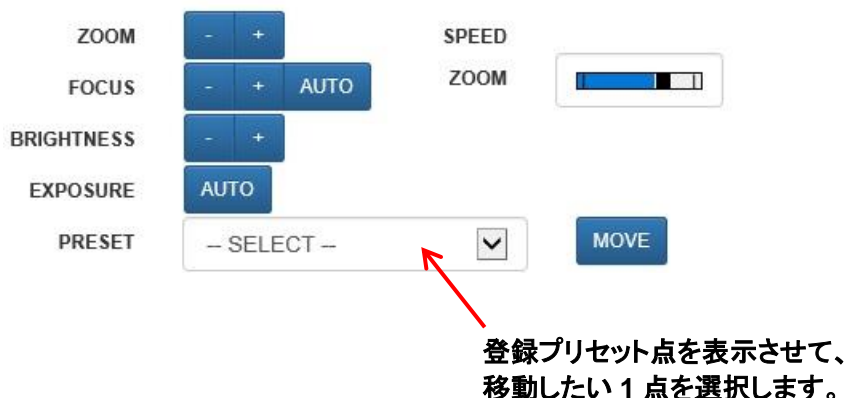 ZOOM - + SPEED
FOCUS - + AUTO ZOOM
BRIGHTNESS - +
EXPOSURE AUTO
PRESET -- SELECT -- MOVE
登録プリセット点を表示させて、
移動したい 1 点を選択します。